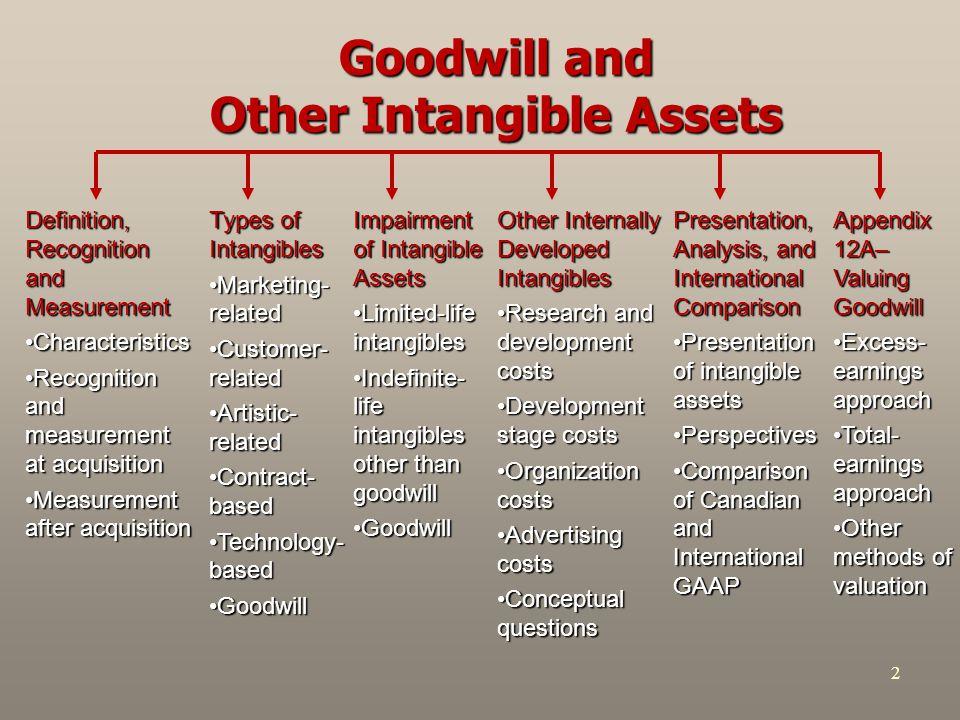 Goodwill and
Other Intangible Assets
Definition,
Recognition
and
Measurement
•Characteristics
•Recognition
and
measurement
at acquisition
•Measurement
after acquisition
Types of
Intangibles
•Marketing-
related
•Customer-
related
•Artistic-
related
•Contract-
based
•Technology-
based
•Goodwill
Impairment
of Intangible
Assets
•Limited-life
intangibles
•Indefinite-
life
intangibles
other than
goodwill
•Goodwill
Other Internally
Developed
Intangibles
•Research and
development
costs
•Development
stage costs
•Organization
costs
•Advertising
costs
•Conceptual
questions
Presentation,
Analysis, and
International
Comparison
•Presentation
of intangible
assets
•Perspectives
•Comparison
of Canadian
and
International
GAAP
Appendix
12A–
Valuing
Goodwill
•Excess-
earnings
approach
•Total-
earnings
approach
•Other
methods of
valuation
2